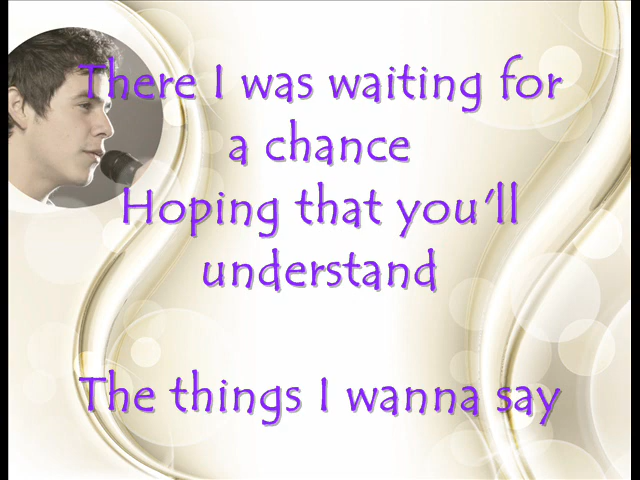 There I was waiting for
a chance
Hoping that you'll
understand
The things I wanna say